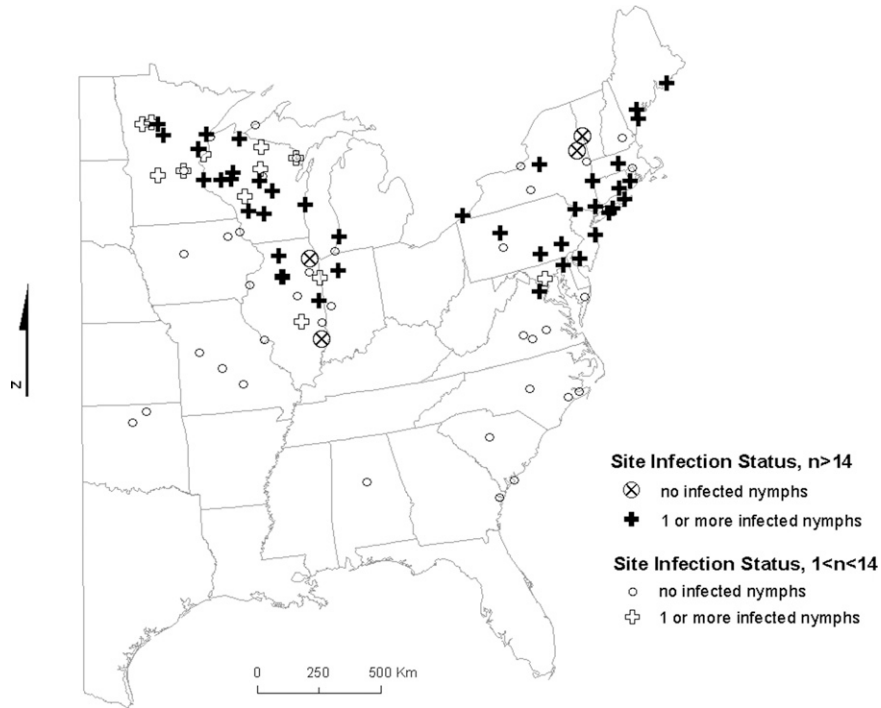 Z
Site Infection Status, n>14
no infected nymphs
1 or more infected nymphs
Site Infection Status, 1<n<14
no infected nymphs
1 or more infected nymphs
0 250 500 Km